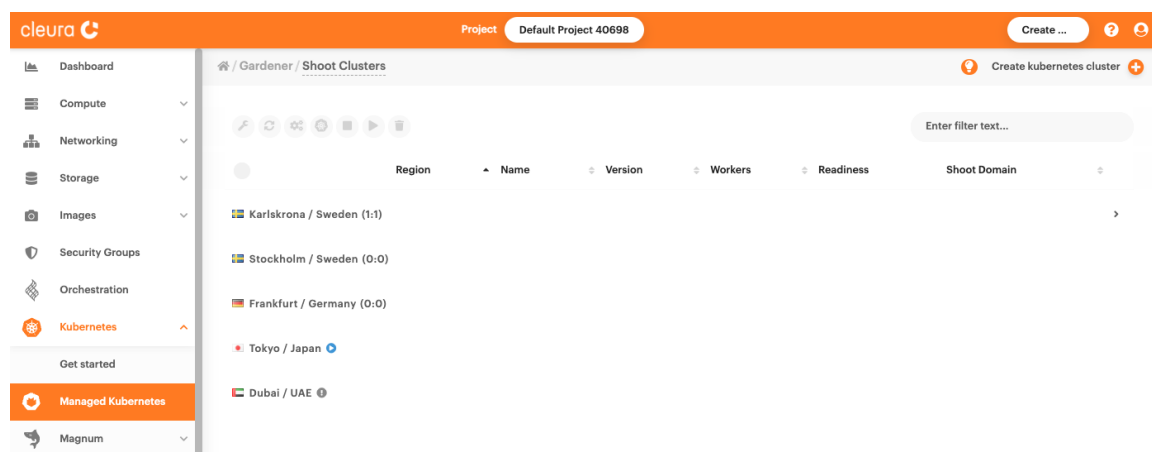 cleura
Project Default Project 40698
Create ...
Dashboard
Compute
Networking
Storage
Images
Security Groups
Orchestration
Kubernetes
Get started
Managed Kubernetes
Magnum
/ Gardener / Shoot Clusters
Create kubernetes cluster
Enter filter text...
Region Name Version Workers Readiness Shoot Domain
Karlskrona / Sweden (1:1)
Stockholm / Sweden (0:0)
Frankfurt / Germany (0:0)
Tokyo / Japan
Dubai / UAE